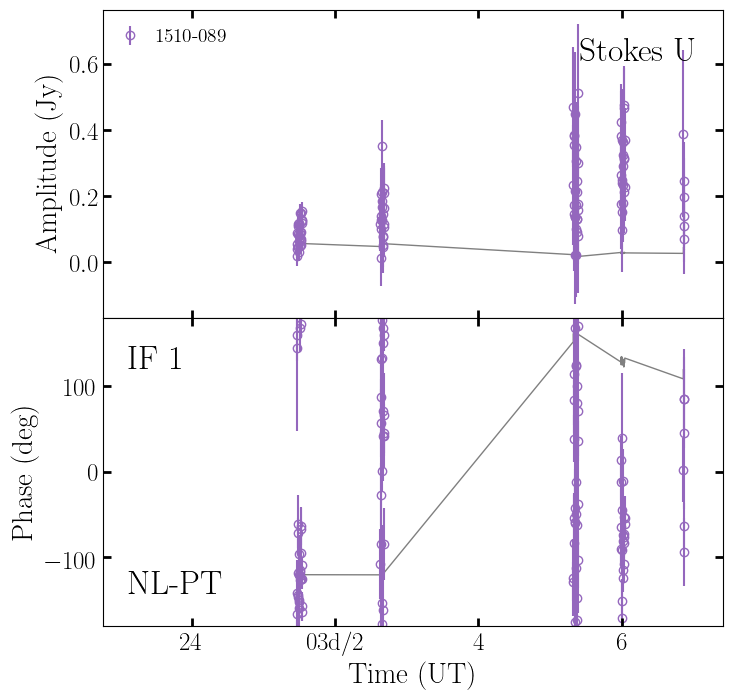 1510-089
Stokes U
0.6
0.4
0.2
0.0
Amplitude (Jy)
IF 1
100
0
−100
Phase (deg)
NL-PT
24
03d/2
4
6
Time (UT)